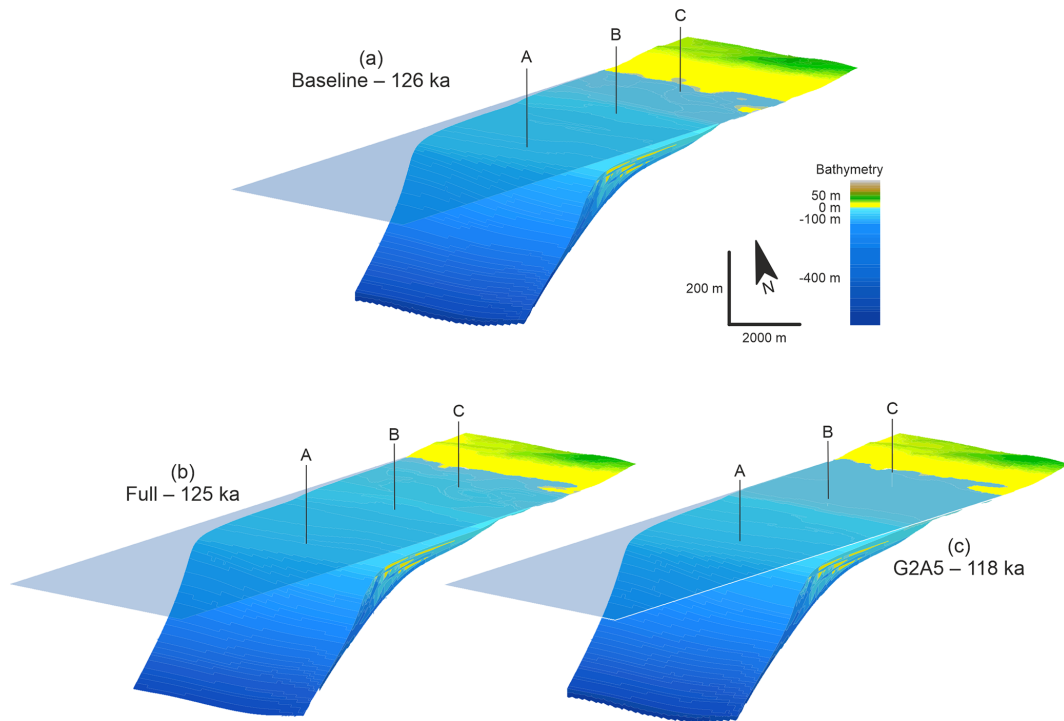 (a)
Baseline – 126 ka
A
B
C
Bathymetry
50 m
0 m
-100 m
-400 m
200 m
2000 m
N
(b)
Full – 125 ka
A
B
C
A
B
C
(c)
G2A5 – 118 ka